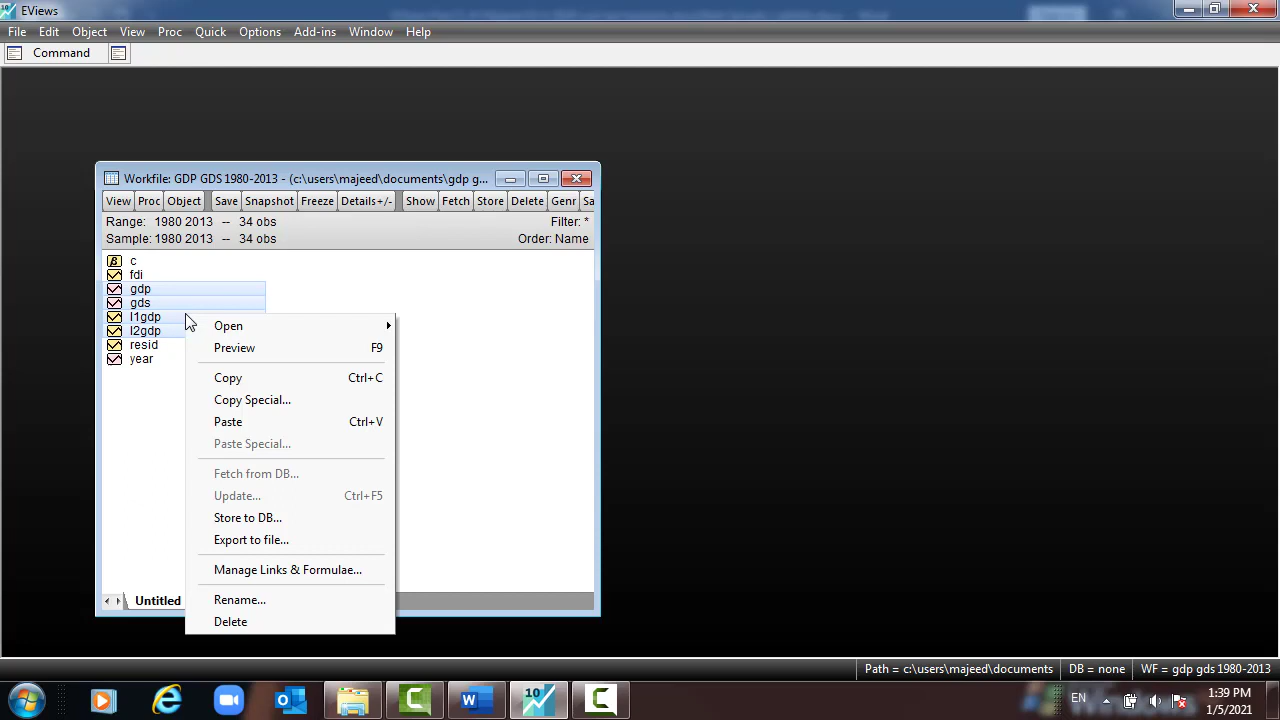 10 EViews
File Edit Object View Proc Quick Options Add-ins Window Help
Command
Workfile: GDP GDS 1980-2013 - (c:\users\majeed\documents\gdp g...
View Proc Object Save Snapshot Freeze Details+/- Show Fetch Store Delete Genr Sa
Range: 1980 2013 -- 34 obs Filter: *
Sample: 1980 2013 -- 34 obs Order: Name
β c
fdi
gdp
gds
l1gdp
l2gdp
resid
year
Open
Preview F9
Copy Ctrl+C
Copy Special...
Paste Ctrl+V
Paste Special...
Fetch from DB...
Update... Ctrl+F5
Store to DB...
Export to file...
Manage Links & Formulae...
Rename...
Delete
Untitled
Path = c:\users\majeed\documents DB = none WF = gdp gds 1980-2013
10
EN
1:39 PM
1/5/2021